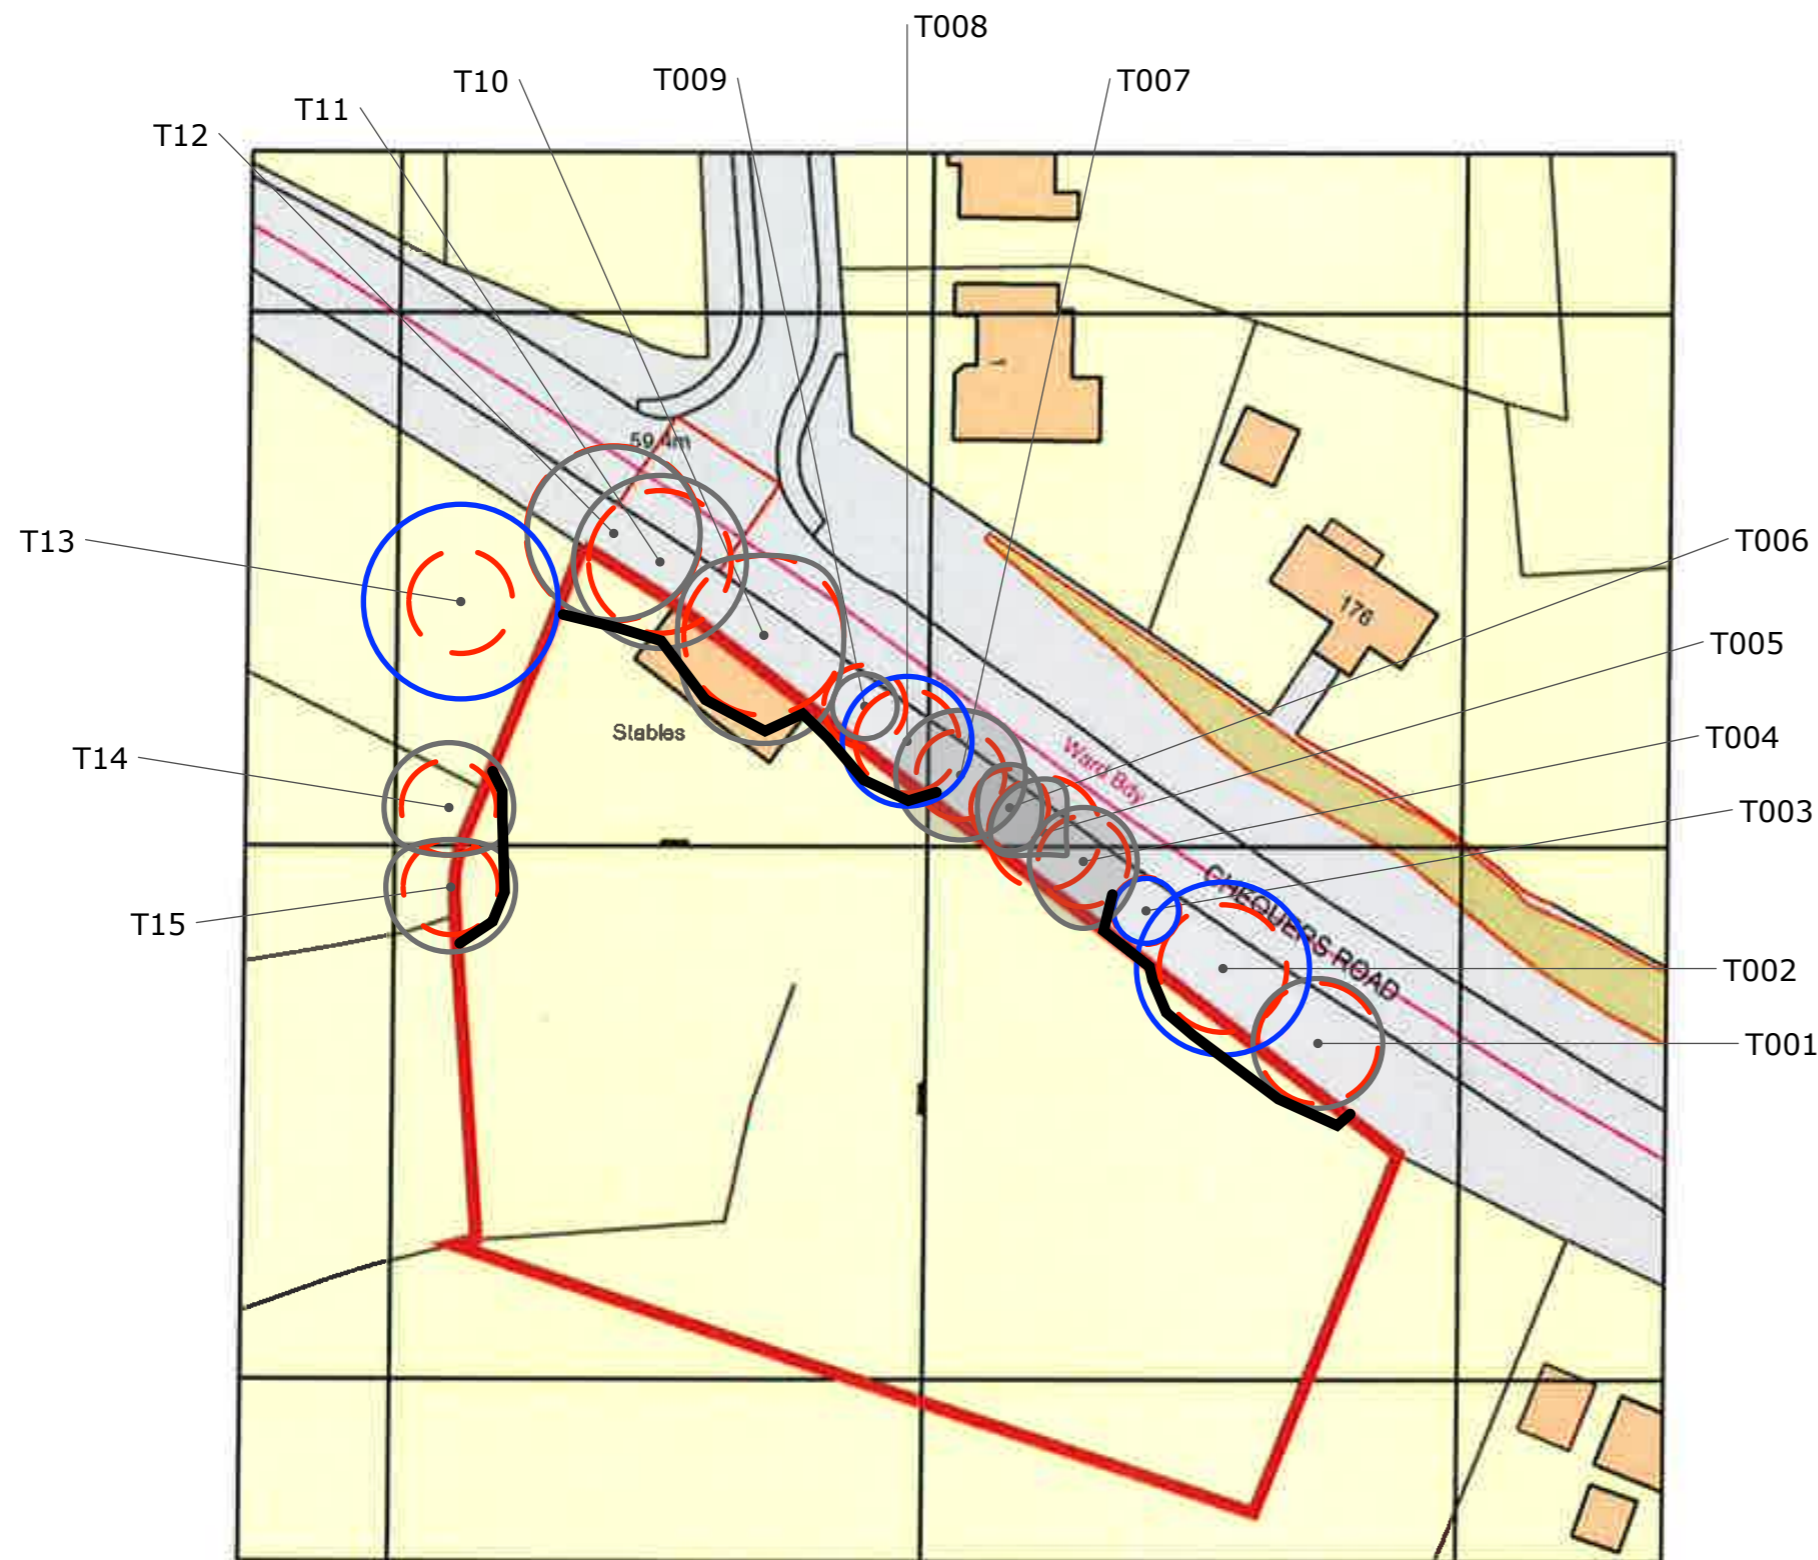 T008
T10
T009
T007
T11
T12
59.4m
T13
T006
176
T005
Stables
T14
T004
Ward Bdy
T003
CHEQUERS ROAD
T15
T002
T001